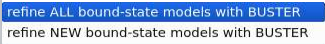 refine ALL bound-state models with BUSTER
refine NEW bound-state models with BUSTER